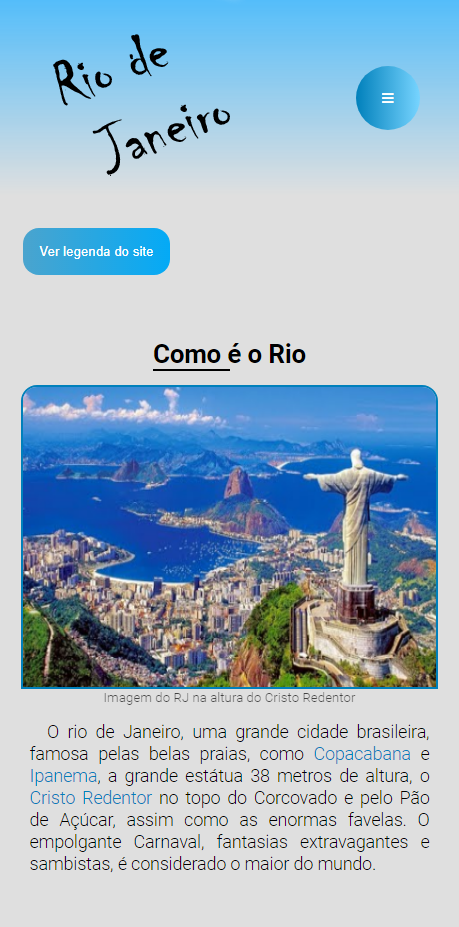 Rio de
Janeiro
Ver legenda do site
Como é o Rio
Imagem do RJ na altura do Cristo Redentor
O rio de Janeiro, uma grande cidade brasileira,
famosa pelas belas praias, como Copacabana e
Ipanema, a grande estátua 38 metros de altura, o
Cristo Redentor no topo do Corcovado e pelo Pão
de Açúcar, assim como as enormes favelas. O
empolgante Carnaval, fantasias extravagantes e
sambistas, é considerado o maior do mundo.